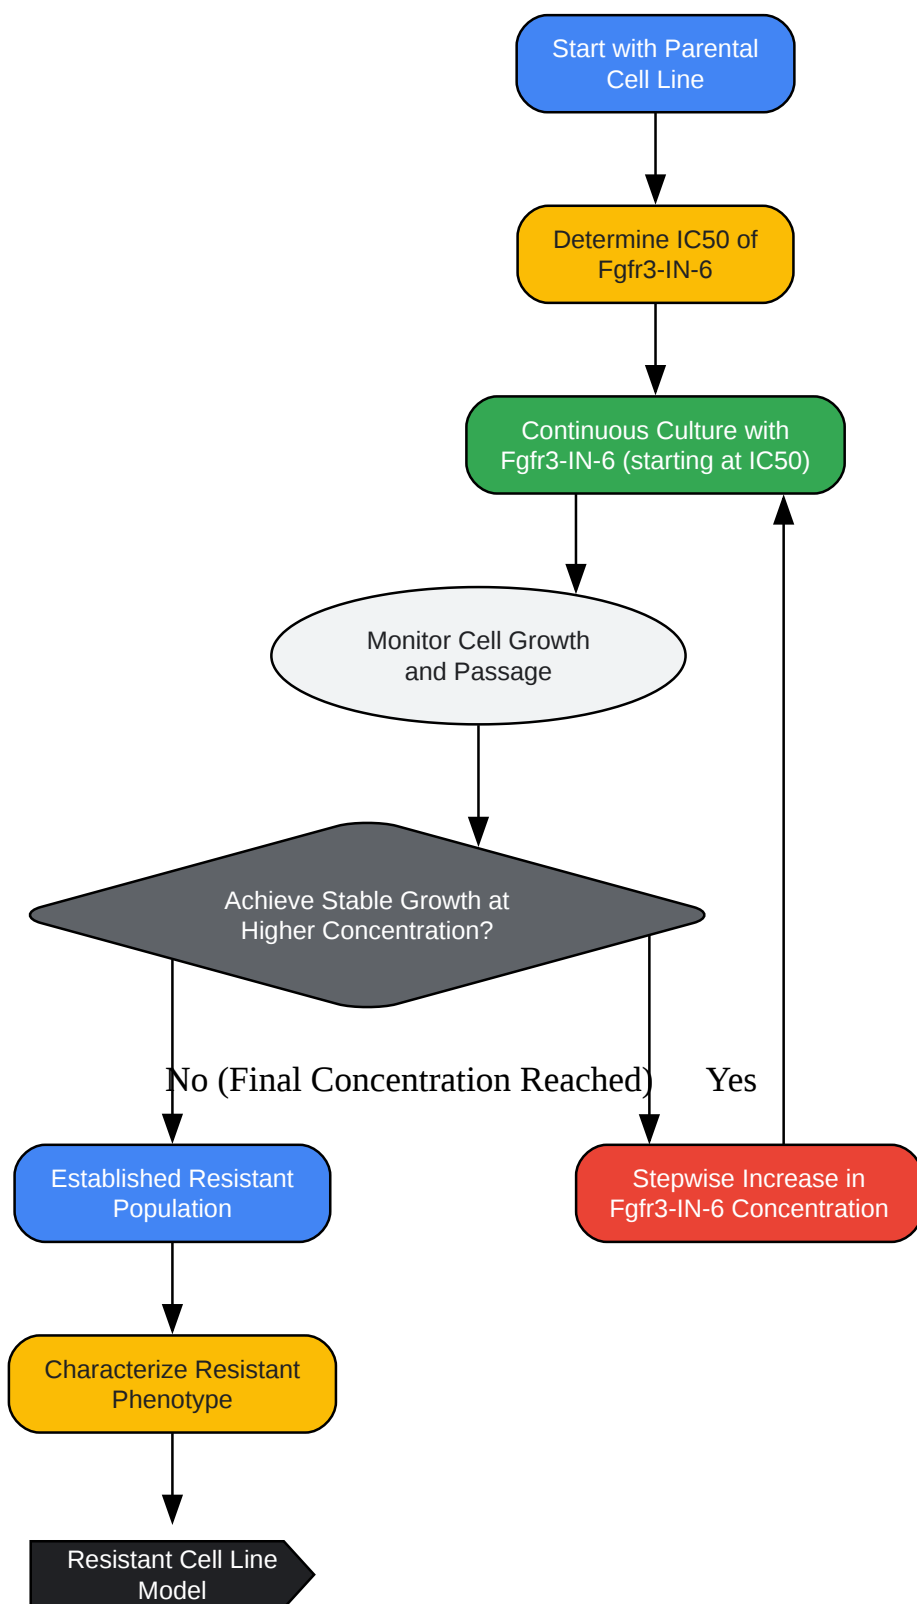 Start with Parental
Cell Line
Determine IC50 of
Fgfr3-IN-6
Continuous Culture with
Fgfr3-IN-6 (starting at IC50)
Monitor Cell Growth
and Passage
Achieve Stable Growth at
Higher Concentration?
No (Final Concentration Reached)
Yes
Established Resistant
Population
Stepwise Increase in
Fgfr3-IN-6 Concentration
Characterize Resistant
Phenotype
Resistant Cell Line
Model